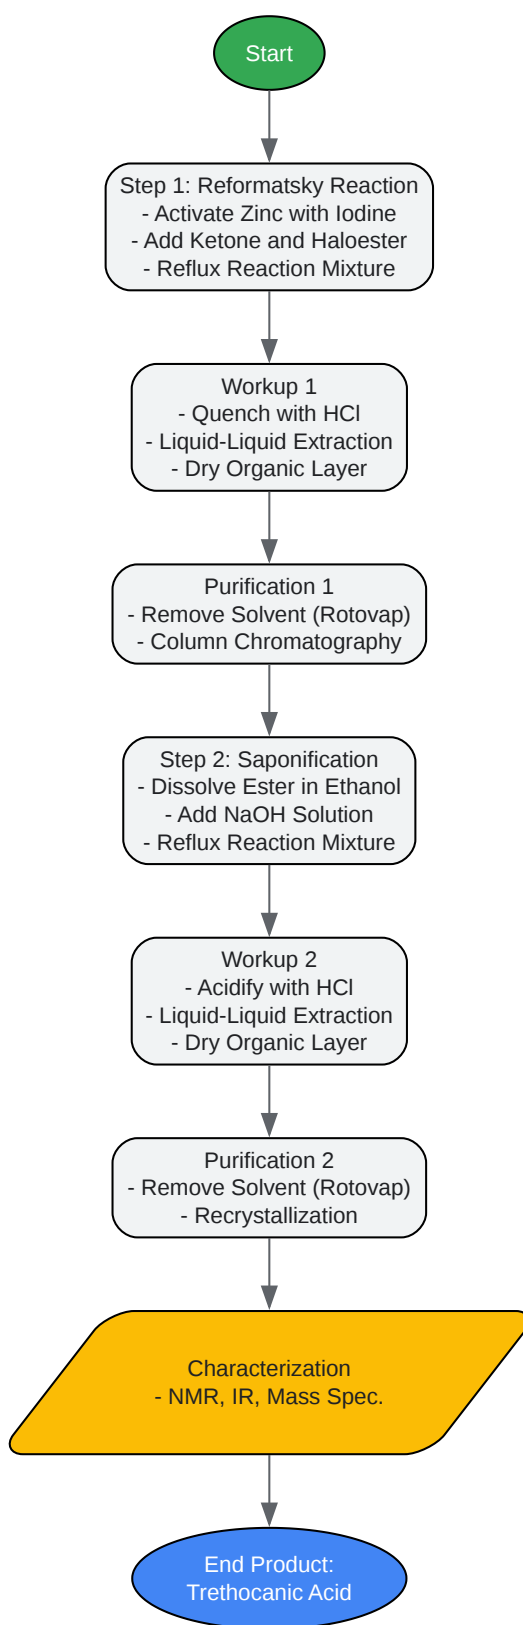 Start
Step 1: Reformatsky Reaction
- Activate Zinc with Iodine
- Add Ketone and Haloester
- Reflux Reaction Mixture
Workup 1
- Quench with HCl
- Liquid-Liquid Extraction
- Dry Organic Layer
Purification 1
- Remove Solvent (Rotovap)
- Column Chromatography
Step 2: Saponification
- Dissolve Ester in Ethanol
- Add NaOH Solution
- Reflux Reaction Mixture
Workup 2
- Acidify with HCl
- Liquid-Liquid Extraction
- Dry Organic Layer
Purification 2
- Remove Solvent (Rotovap)
- Recrystallization
Characterization
- NMR, IR, Mass Spec.
End Product:
Trethocanic Acid